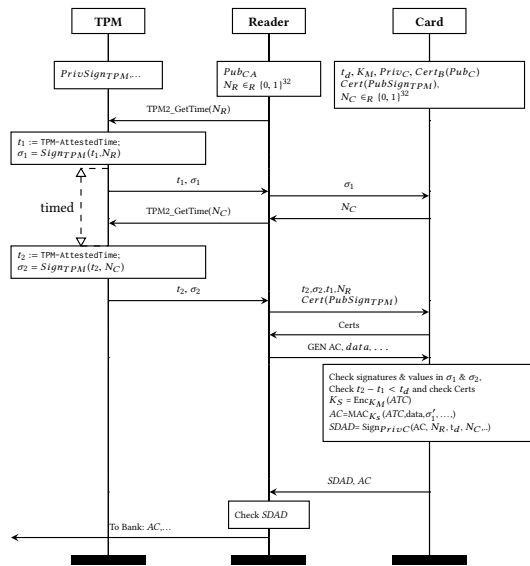 TPM
Reader
Card
PrivSign_TPM,...
Pub_CA
N_R ∈_R {0, 1}^32
t_d, K_M, Priv_C, Cert_B(Pub_C)
Cert(PubSign_TPM),
N_C ∈_R {0, 1}^32
TPM2_GetTime(N_R)
t_1 := TPM-AttestedTime;
σ_1 = Sign_TPM(t_1,N_R)
t_1, σ_1
σ_1
timed
TPM2_GetTime(N_C)
N_C
t_2 := TPM-AttestedTime;
σ_2 = Sign_TPM(t_2, N_C)
t_2, σ_2
t_2,σ_2,t_1,N_R
Cert(PubSign_TPM)
Certs
GEN AC, data, ...
Check signatures & values in σ_1 & σ_2,
Check t_2 − t_1 < t_d and check Certs
K_S = Enc_K_M(ATC)
AC=MAC_K_s(ATC,data,σ_1′,...,)
SDAD= Sign_PrivC(AC, N_R, t_d, N_C,..)
SDAD, AC
Check SDAD
To Bank: AC,...